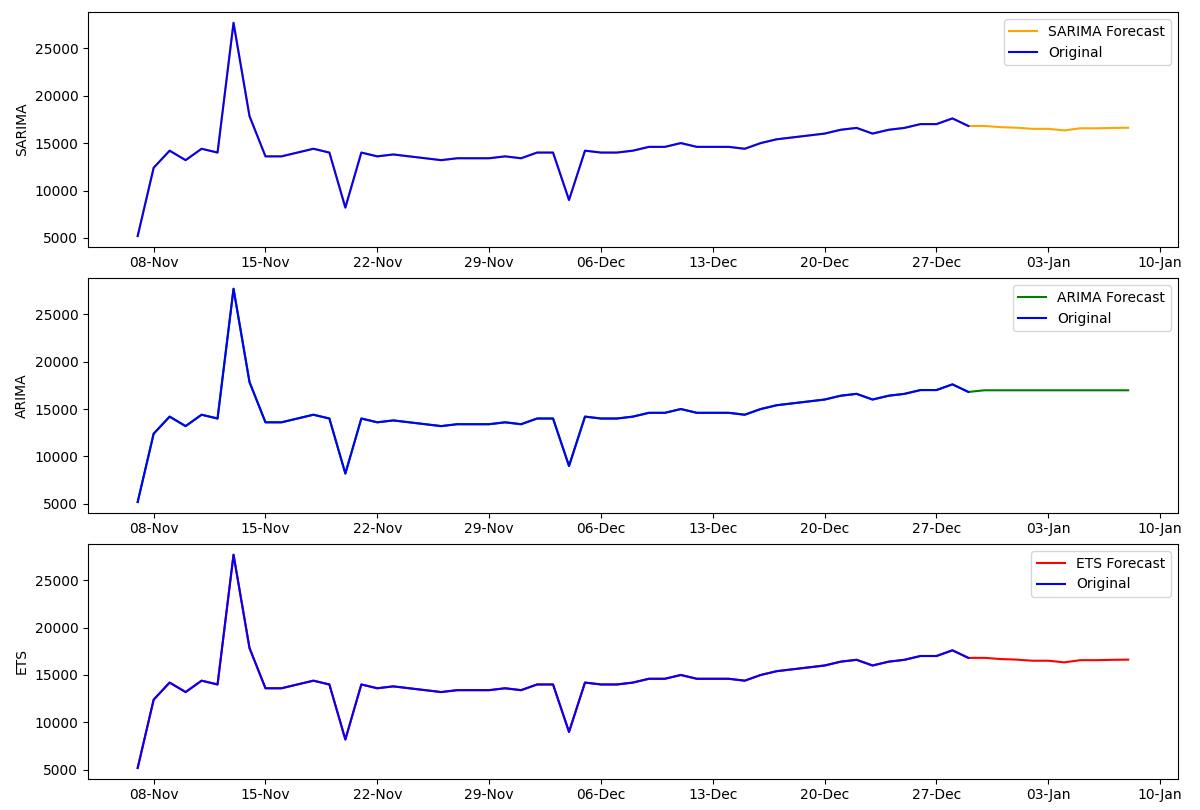 SARIMA
25000
20000
15000
10000
5000
SARIMA Forecast
Original
08-Nov 15-Nov 22-Nov 29-Nov 06-Dec 13-Dec 20-Dec 27-Dec 03-Jan 10-Jan
ARIMA
25000
20000
15000
10000
5000
ARIMA Forecast
Original
08-Nov 15-Nov 22-Nov 29-Nov 06-Dec 13-Dec 20-Dec 27-Dec 03-Jan 10-Jan
ETS
25000
20000
15000
10000
5000
ETS Forecast
Original
08-Nov 15-Nov 22-Nov 29-Nov 06-Dec 13-Dec 20-Dec 27-Dec 03-Jan 10-Jan